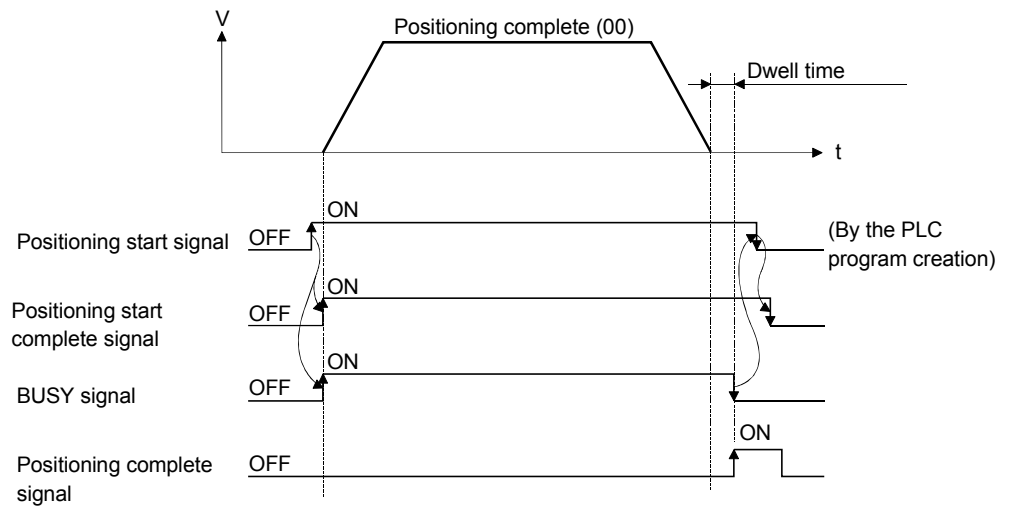 V
Positioning complete (00)
Dwell time
t
ON
Positioning start signal
OFF
(By the PLC
program creation)
ON
Positioning start
complete signal
OFF
ON
BUSY signal
OFF
ON
Positioning complete
signal
OFF